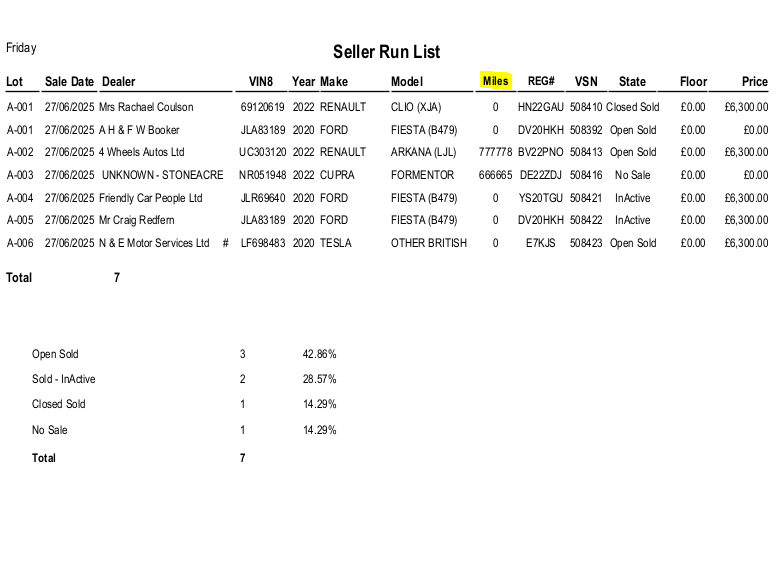 Friday
Seller Run List
Lot Sale Date Dealer VIN8 Year Make Model Miles REG# VSN State Floor Price
A-001 27/06/2025 Mrs Rachael Coulson 69120619 2022 RENAULT CLIO (XJA) 0 HN22GAU 508410 Closed Sold £0.00 £6,300.00
A-001 27/06/2025 A H & F W Booker JLA83189 2020 FORD FIESTA (B479) 0 DV20HKH 508392 Open Sold £0.00 £0.00
A-002 27/06/2025 4 Wheels Autos Ltd UC303120 2022 RENAULT ARKANA (LJL) 777778 BV22PNO 508413 Open Sold £0.00 £6,300.00
A-003 27/06/2025 UNKNOWN - STONEACRE NR051948 2022 CUPRA FORMENTOR 666665 DE22ZDJ 508416 No Sale £0.00 £0.00
A-004 27/06/2025 Friendly Car People Ltd JLR69640 2020 FORD FIESTA (B479) 0 YS20TGU 508421 InActive £0.00 £6,300.00
A-005 27/06/2025 Mr Craig Redfern JLA83189 2020 FORD FIESTA (B479) 0 DV20HKH 508422 InActive £0.00 £6,300.00
A-006 27/06/2025 N & E Motor Services Ltd # LF698483 2020 TESLA OTHER BRITISH 0 E7KJS 508423 Open Sold £0.00 £6,300.00
Total 7
Open Sold 3 42.86%
Sold - InActive 2 28.57%
Closed Sold 1 14.29%
No Sale 1 14.29%
Total 7